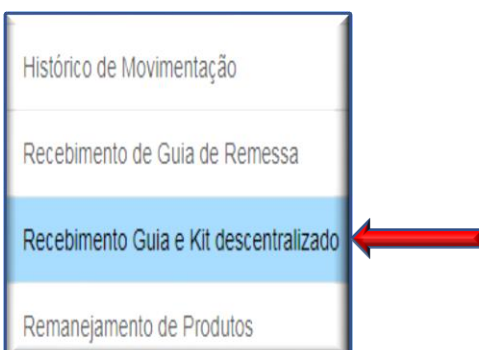 Histórico de Movimentação
Recebimento de Guia de Remessa
Recebimento Guia e Kit descentralizado
Remanejamento de Produtos